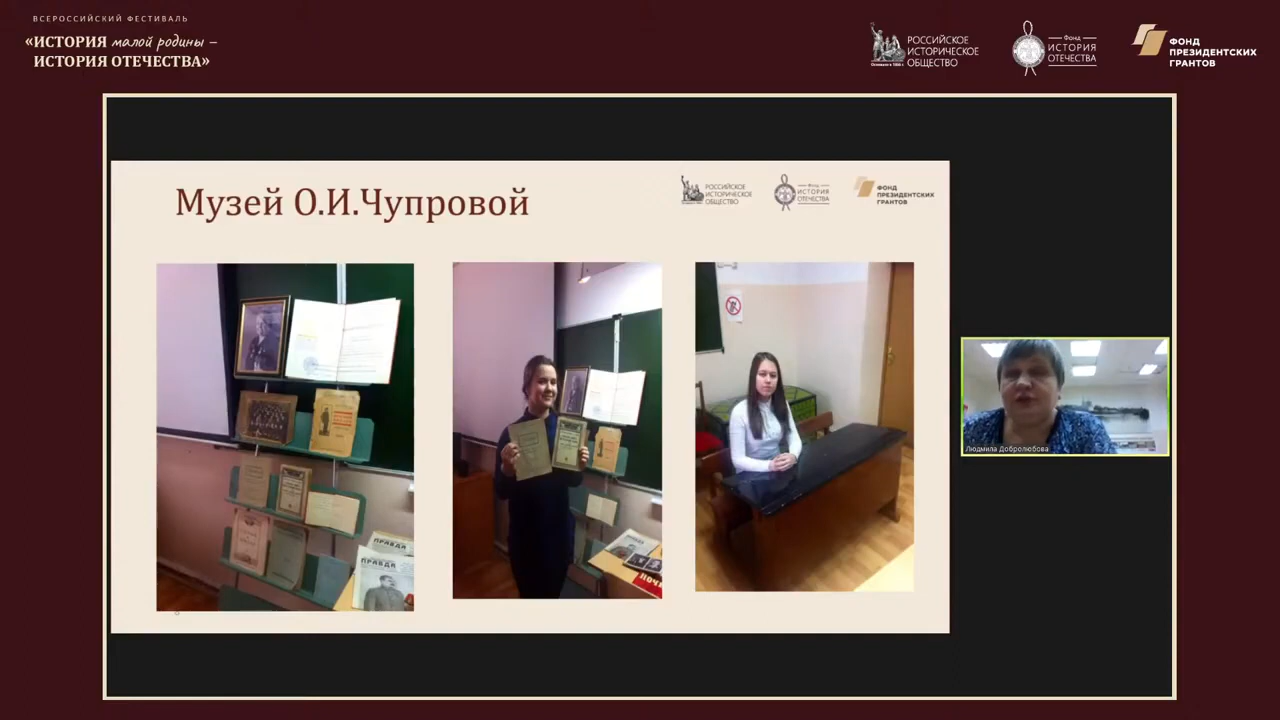 ВСЕРОССИЙСКИЙ ФЕСТИВАЛЬ
«ИСТОРИЯ малой родины –
ИСТОРИЯ ОТЕЧЕСТВА»
РОССИЙСКОЕ
ИСТОРИЧЕСКОЕ
ОБЩЕСТВО
Фонд
ИСТОРИЯ
ОТЕЧЕСТВА
ФОНД
ПРЕЗИДЕНТСКИХ
ГРАНТОВ
Музей О.И.Чупровой
РОССИЙСКОЕ
ИСТОРИЧЕСКОЕ
ОБЩЕСТВО
Фонд
ИСТОРИЯ
ОТЕЧЕСТВА
ФОНД
ПРЕЗИДЕНТСКИХ
ГРАНТОВ
ПРАВДА
ПРАВДА
Людмила Добролюбова